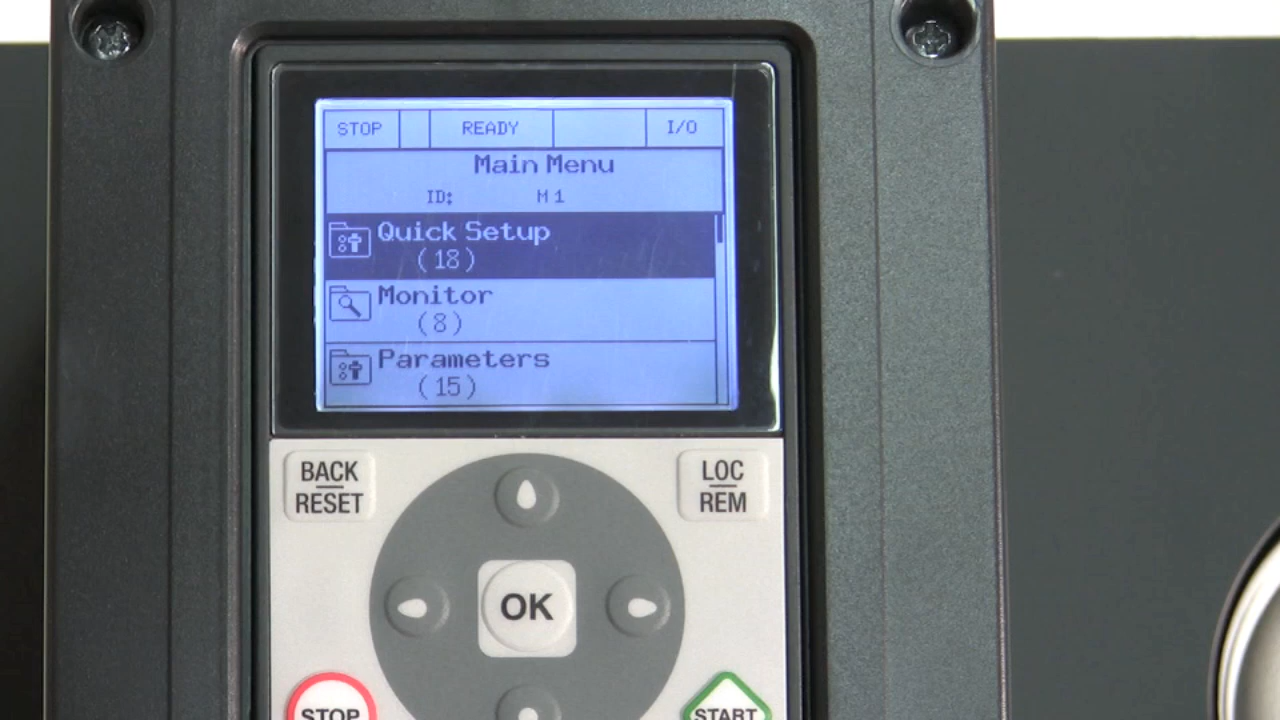 STOP READY I/O
Main Menu
ID: M1
Quick Setup
(18)
Monitor
(8)
Parameters
(15)
BACK
RESET
LOC
REM
OK
STOP
START